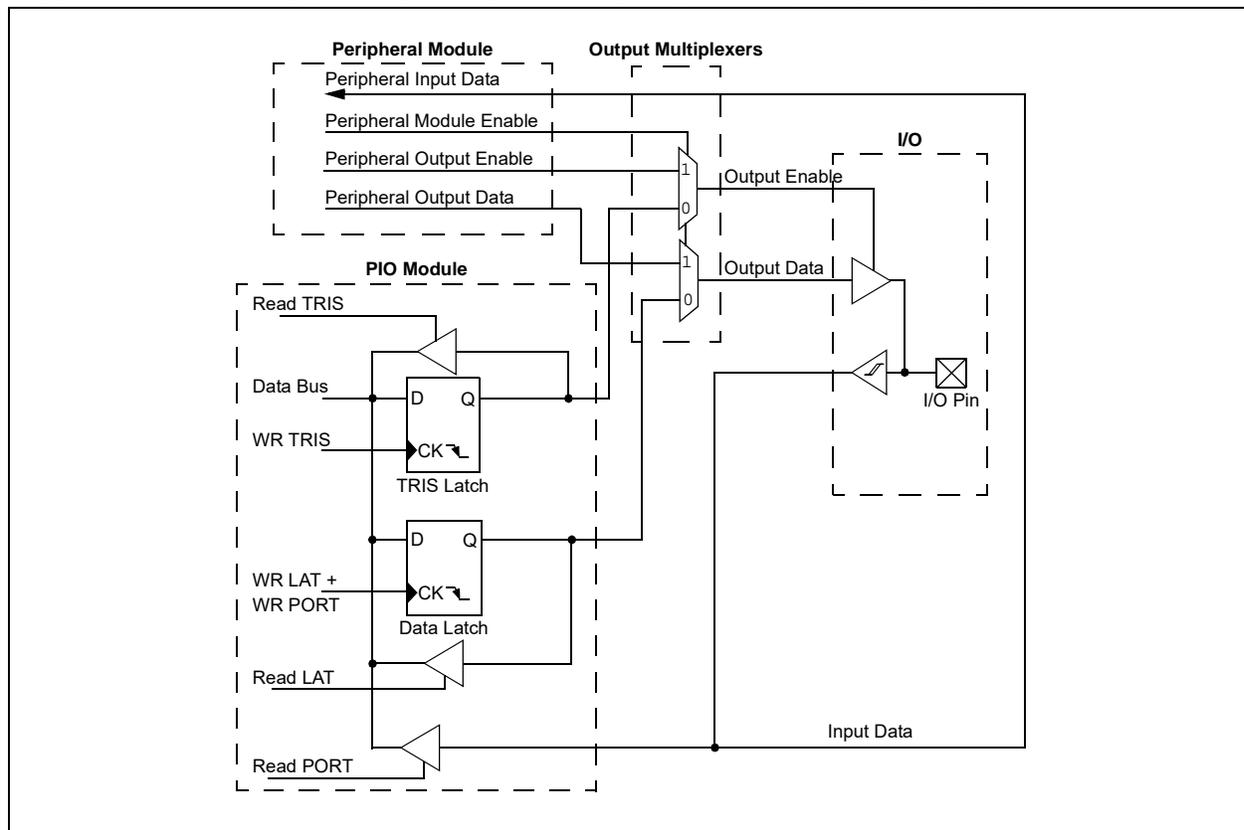 Peripheral Module
Output Multiplexers
Peripheral Input Data
Peripheral Module Enable
I/O
Peripheral Output Enable
1
Output Enable
Peripheral Output Data
0
PIO Module
1
Output Data
0
Read TRIS
Data Bus
D
Q
I/O Pin
WR TRIS
CK
TRIS Latch
D
Q
WR LAT +
WR PORT
CK
Data Latch
Read LAT
Input Data
Read PORT